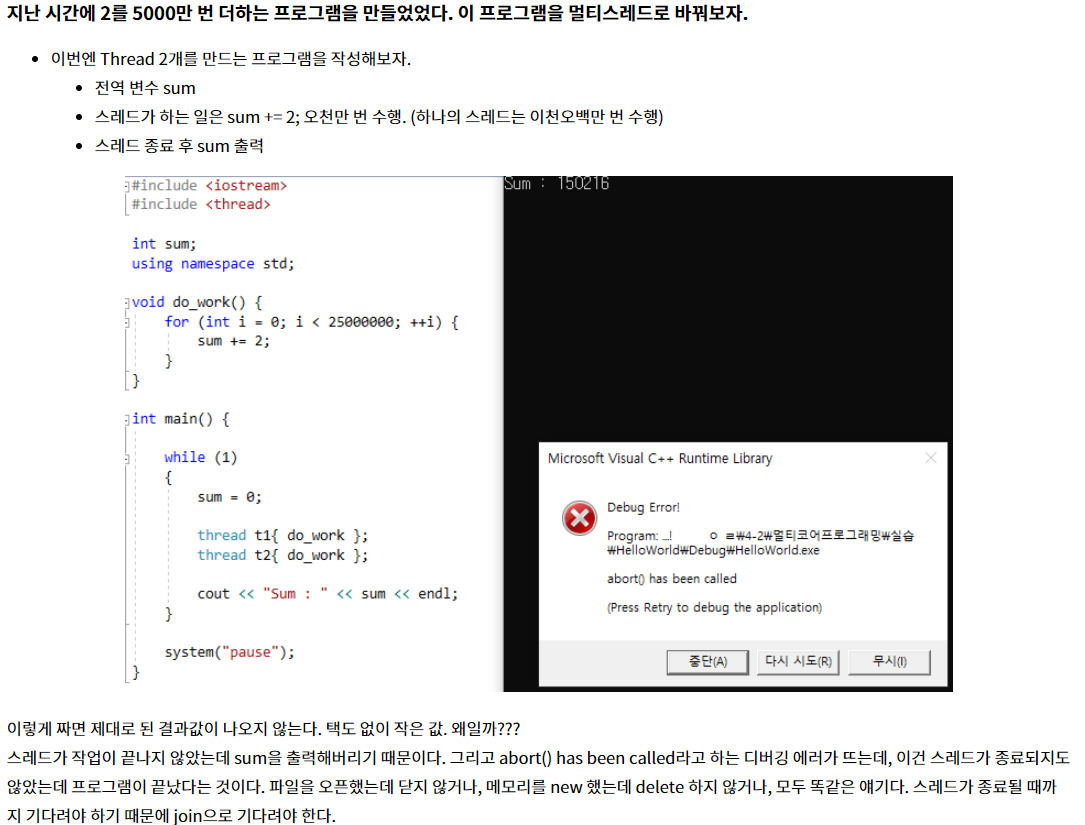 지난 시간에 2를 5000만 번 더하는 프로그램을 만들었었다. 이 프로그램을 멀티스레드로 바꿔보자.
이번엔 Thread 2개를 만드는 프로그램을 작성해보자.
전역 변수 sum
스레드가 하는 일은 sum += 2; 오천만 번 수행. (하나의 스레드는 이천오백만 번 수행)
스레드 종료 후 sum 출력
#include <iostream>
#include <thread>
int sum;
using namespace std;
void do_work() {
for (int i = 0; i < 25000000; ++i) {
sum += 2;
}
}
int main() {
while (1)
{
sum = 0;
thread t1{ do_work };
thread t2{ do_work };
cout << "Sum : " << sum << endl;
}
system("pause");
}
Sum : 150216
Microsoft Visual C++ Runtime Library
Debug Error!
Program: ...! ㅇ ㄹ₩4-2₩멀티코어프로그래밍₩실습
₩HelloWorld₩Debug₩HelloWorld.exe
abort() has been called
(Press Retry to debug the application)
중단(A) 다시 시도(R) 무시(I)
이렇게 짜면 제대로 된 결과값이 나오지 않는다. 택도 없이 작은 값. 왜일까???
스레드가 작업이 끝나지 않았는데 sum을 출력해버리기 때문이다. 그리고 abort() has been called라고 하는 디버깅 에러가 뜨는데, 이건 스레드가 종료되지도
않았는데 프로그램이 끝났다는 것이다. 파일을 오픈했는데 닫지 않거나, 메모리를 new 했는데 delete 하지 않거나, 모두 똑같은 얘기다. 스레드가 종료될 때까
지 기다려야 하기 때문에 join으로 기다려야 한다.